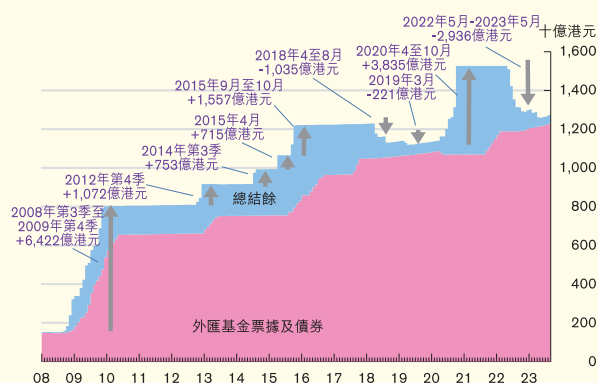 2022年5月-2023年5月
-2,936億港元
十億港元
2018年4至8月
-1,035億港元
2020年4至10月
+3,835億港元
2019年3月
-221億港元
2015年9月至10月
+1,557億港元
2015年4月
+715億港元
2014年第3季
+753億港元
2012年第4季
+1,072億港元
2008年第3季至
2009年第4季
+6,422億港元
總結餘
外匯基金票據及債券
1,600
1,400
1,200
1,000
800
600
400
200
0
08 09 10 11 12 13 14 15 16 17 18 19 20 21 22 23